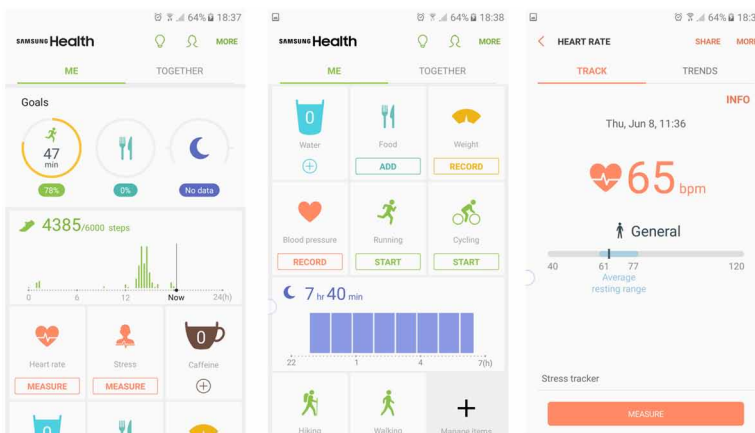 64% 18:37
SAMSUNG Health
MORE
ME
TOGETHER
Goals
47
min
78%
0%
No data
4385/6000 steps
0
6
12
Now
24(h)
Heart rate
Stress
Caffeine
0
MEASURE
MEASURE
0
64% 18:38
SAMSUNG Health
MORE
ME
TOGETHER
0
Water
Food
Weight
ADD
RECORD
Blood pressure
Running
Cycling
RECORD
START
START
7 hr 40 min
22
1
4
7(h)
Hiking
Walking
Manage items
64% 18:3
HEART RATE
SHARE
MOR
TRACK
TRENDS
INFO
Thu, Jun 8, 11:36
65 bpm
General
40
61
77
120
Average
resting range
Stress tracker
MEASURE